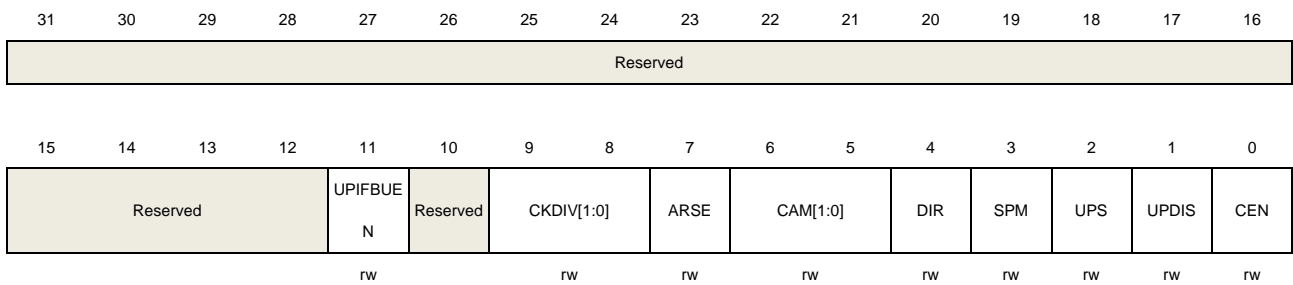 31 30 29 28 27 26 25 24 23 22 21 20 19 18 17 16
Reserved
15 14 13 12 11 10 9 8 7 6 5 4 3 2 1 0
Reserved UPIFBUE
N Reserved CKDIV[1:0] ARSE CAM[1:0] DIR SPM UPS UPDIS CEN
rw rw rw rw rw rw rw rw rw